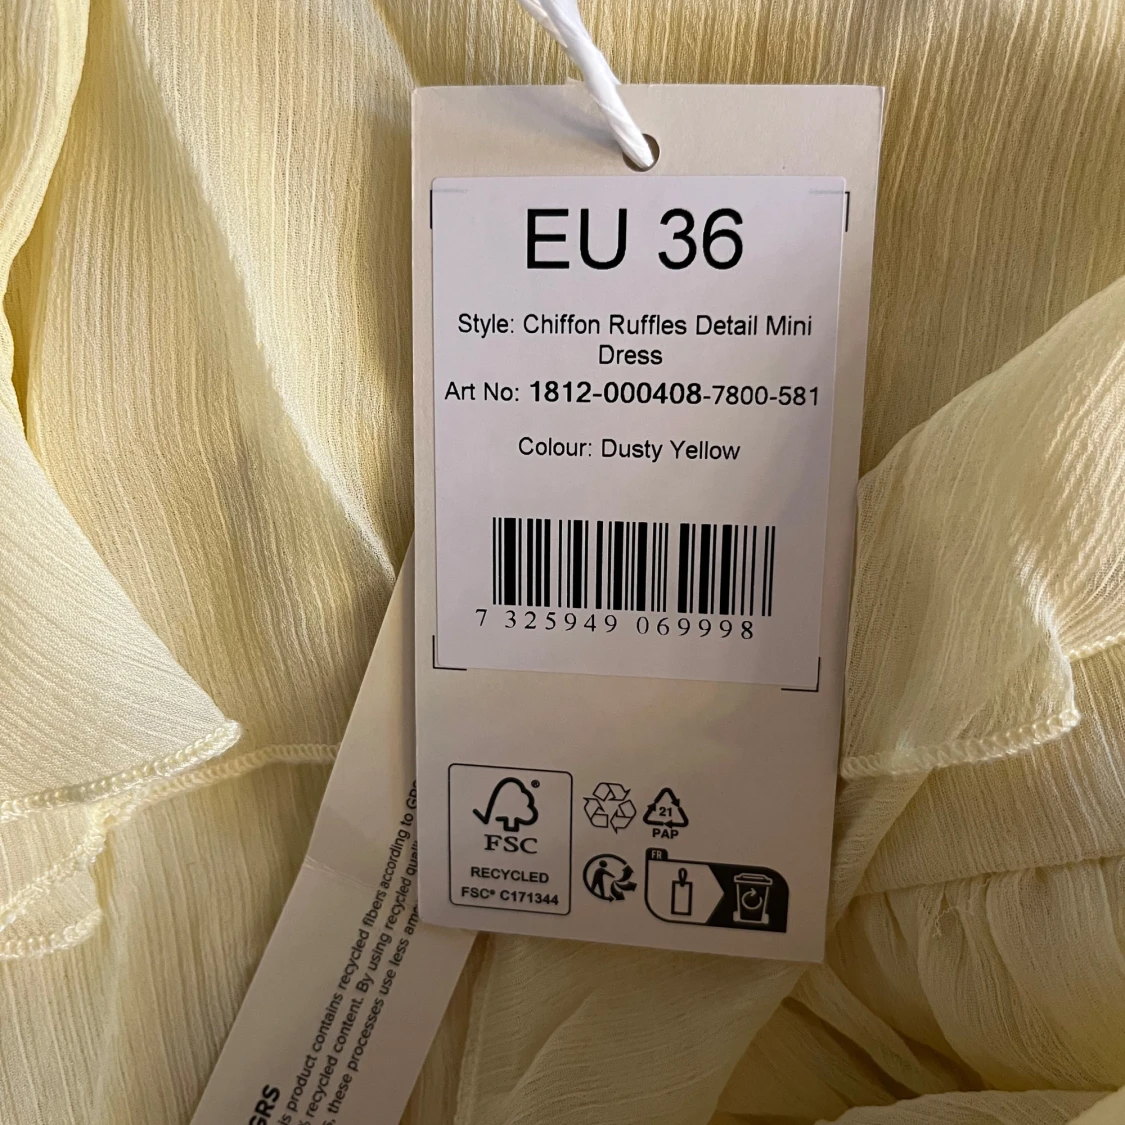 EU 36
Style: Chiffon Ruffles Detail Mini
Dress
Art No: 1812-000408-7800-581
Colour: Dusty Yellow
7 325949 069998
FSC®
RECYCLED
FSC® C171344
21
PAP
FR
GRS
product contains recycled fibers according to
recycled content. By using recycled
these processes use less